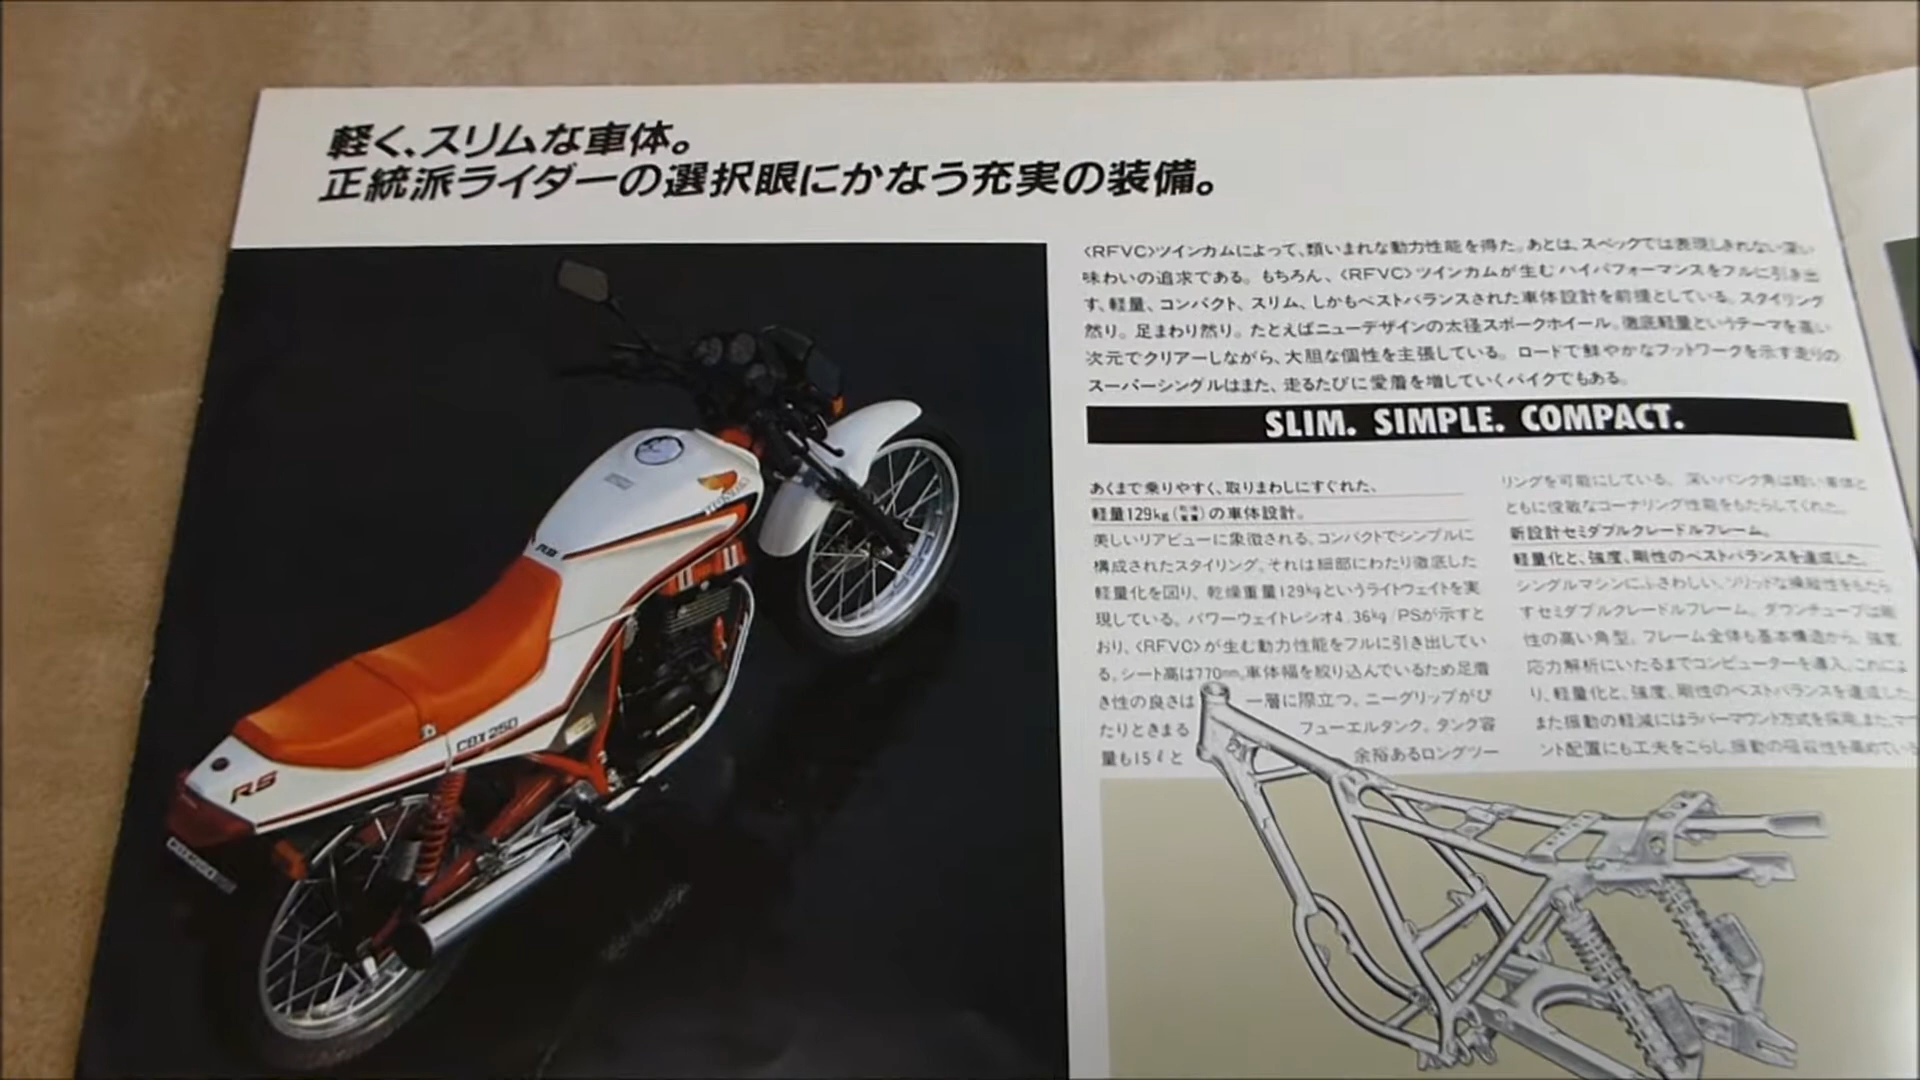 軽く、スリムな車体。
正統派ライダーの選択眼にかなう充実の装備。
〈RFVC〉ツインカムによって、類いまれな動力性能を得た。あとは、スペックでは表現しきれない深い
味わいの追求である。もちろん、〈RFVC〉ツインカムが生むハイパフォーマンスをフルに引き出
す、軽量、コンパクト、スリム、しかもベストバランスされた車体設計を前提としている。スタイリング
然り。足まわり然り。たとえばニューデザインの太径スポークホイール。徹底軽量というテーマを高い
次元でクリアーしながら、大胆な個性を主張している。ロードで鮮やかなフットワークを示す走りの
スーパーシングルはまた、走るたびに愛着を増していくバイクでもある。
SLIM. SIMPLE. COMPACT.
あくまで乗りやすく、取りまわしにすぐれた、
軽量129kg(乾燥重量)の車体設計。
美しいリアビューに象徴される、コンパクトでシンプルに
構成されたスタイリング。それは細部にわたり徹底した
軽量化を図り、乾燥重量129kgというライトウェイトを実
現している。パワーウェイトレシオ4.36kg/PSが示すと
おり、〈RFVC〉が生む動力性能をフルに引き出してい
る。シート高は770mm。車体幅を絞り込んでいるため足着
き性の良さは一層に際立つ。ニーグリップがぴ
たりときまるフューエルタンク。タンク容
量も15ℓと余裕あるロングツー
リングを可能にしている。深いバンク角は軽い車体と
ともに俊敏なコーナリング性能をもたらしてくれた。
新設計セミダブルクレードルフレーム。
軽量化と、強度、剛性のベストバランスを達成した。
シングルマシンにふさわしい、ソリッドな操縦性をもたら
すセミダブルクレードルフレーム。ダウンチューブは剛
性の高い角型。フレーム全体も基本構造から、強度、
応力解析にいたるまでコンピューターを導入。これによ
り、軽量化と、強度、剛性のベストバランスを達成した。
また振動の軽減にはラバーマウント方式を採用。また、マー
ント配置にも工夫をこらし、振動の吸収性を高めている
HONDA
RS
CBX250
RS